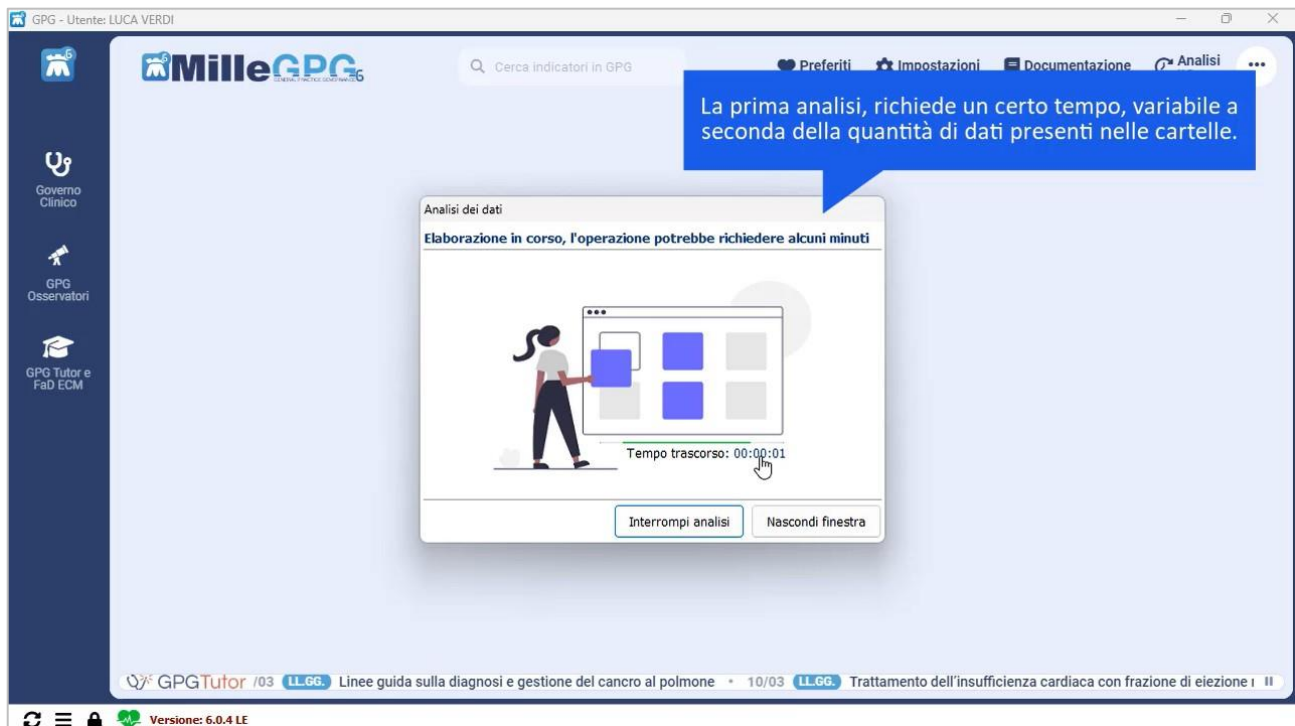 GPG - Utente: LUCA VERDI
MilleGPG6
GENERAL PRACTICE GOVERNANCE
Cerca indicatori in GPG
Preferiti
Impostazioni
Documentazione
Analisi
La prima analisi, richiede un certo tempo, variabile a
seconda della quantità di dati presenti nelle cartelle.
Governo
Clinico
GPG
Osservatori
GPG Tutor e
FaD ECM
Analisi dei dati
Elaborazione in corso, l'operazione potrebbe richiedere alcuni minuti
Tempo trascorso: 00:00:01
Interrompi analisi
Nascondi finestra
GPGTutor /03 LL.GG. Linee guida sulla diagnosi e gestione del cancro al polmone • 10/03 LL.GG. Trattamento dell'insufficienza cardiaca con frazione di eiezione
Versione: 6.0.4 LE